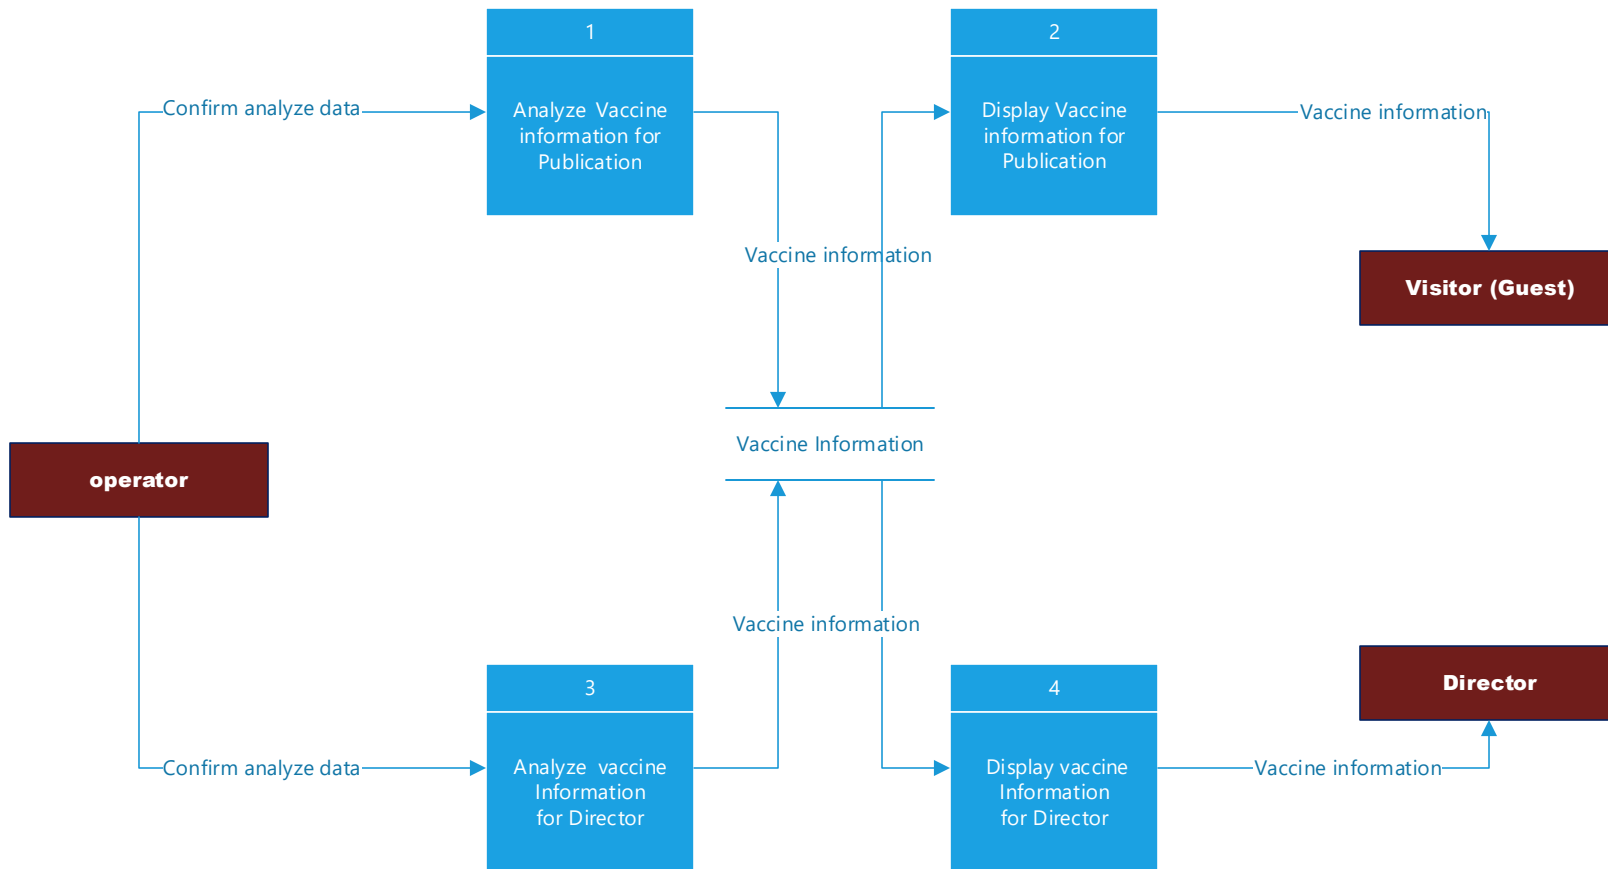 1
Analyze Vaccine
information for
Publication
2
Display Vaccine
information for
Publication
Confirm analyze data
Vaccine information
Vaccine information
Visitor (Guest)
Vaccine Information
operator
Vaccine information
3
Analyze vaccine
Information
for Director
4
Display vaccine
Information
for Director
Director
Confirm analyze data
Vaccine information